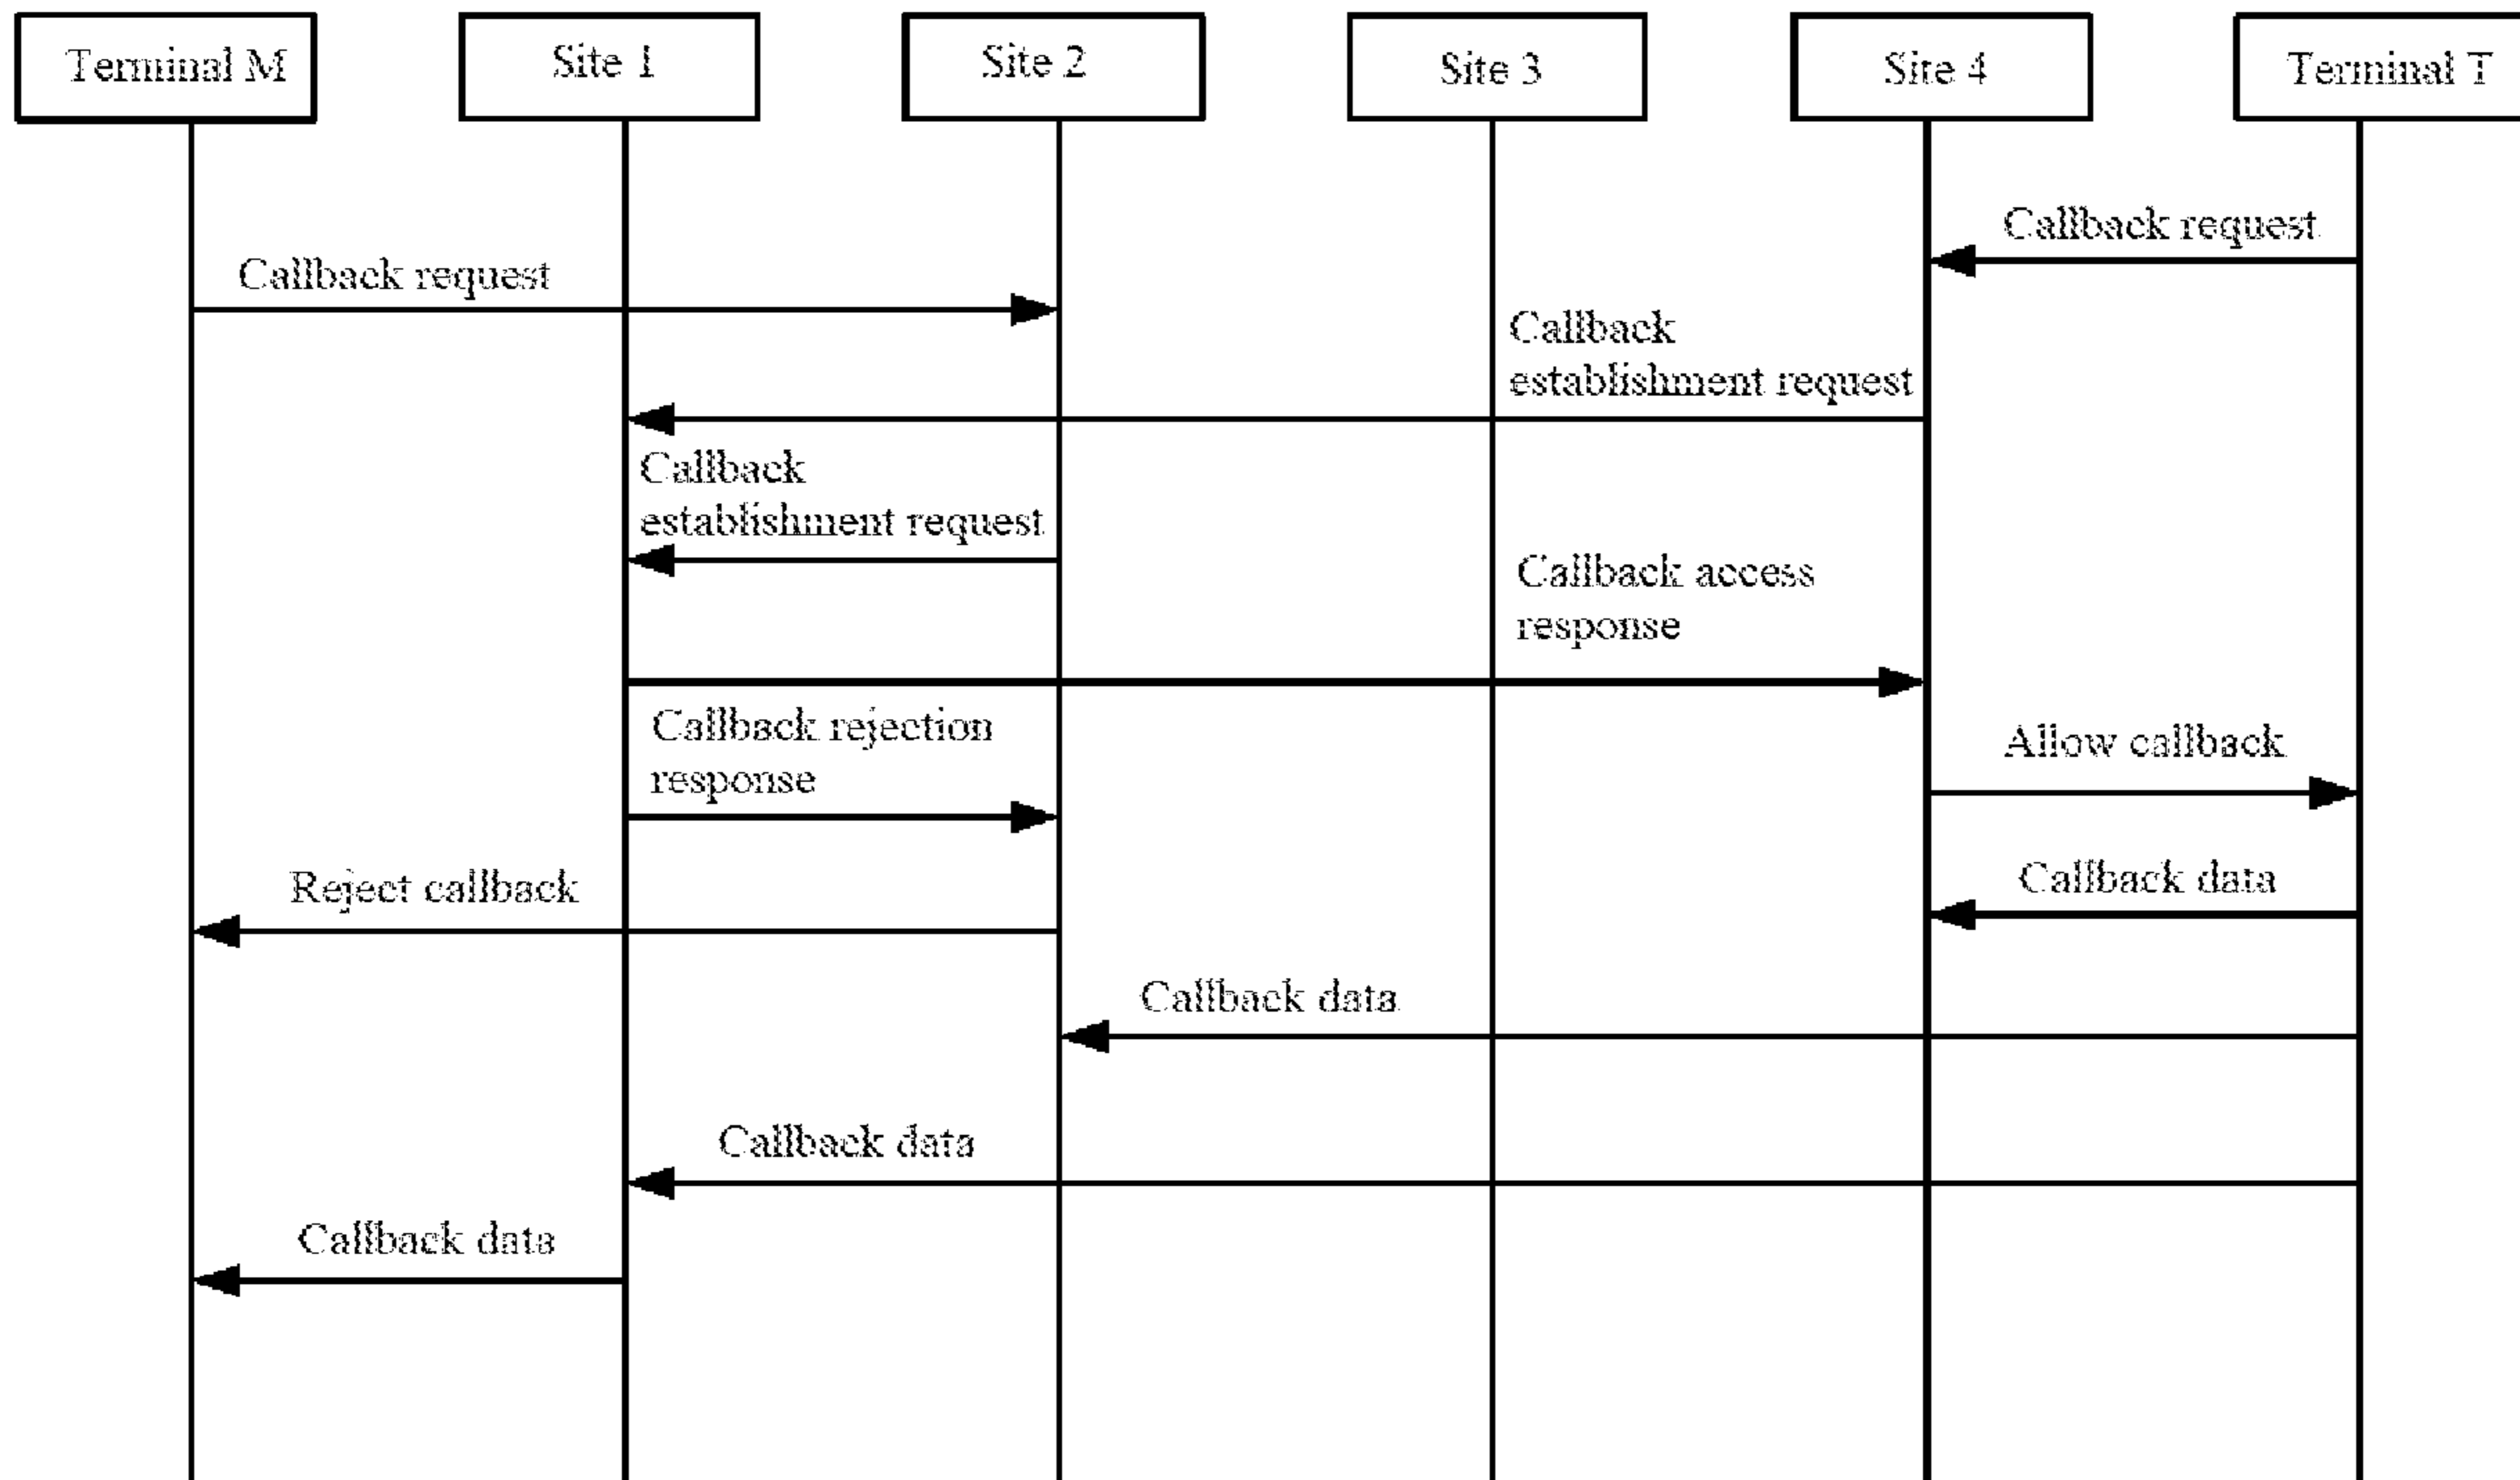 Terminal M
Site 1
Site 2
Site 3
Site 4
Terminal T
Callback request
Callback request
Callback
establishment request
Callback
establishment request
Callback access
response
Callback rejection
response
Allow callback
Reject callback
Callback data
Callback data
Callback data
Callback data